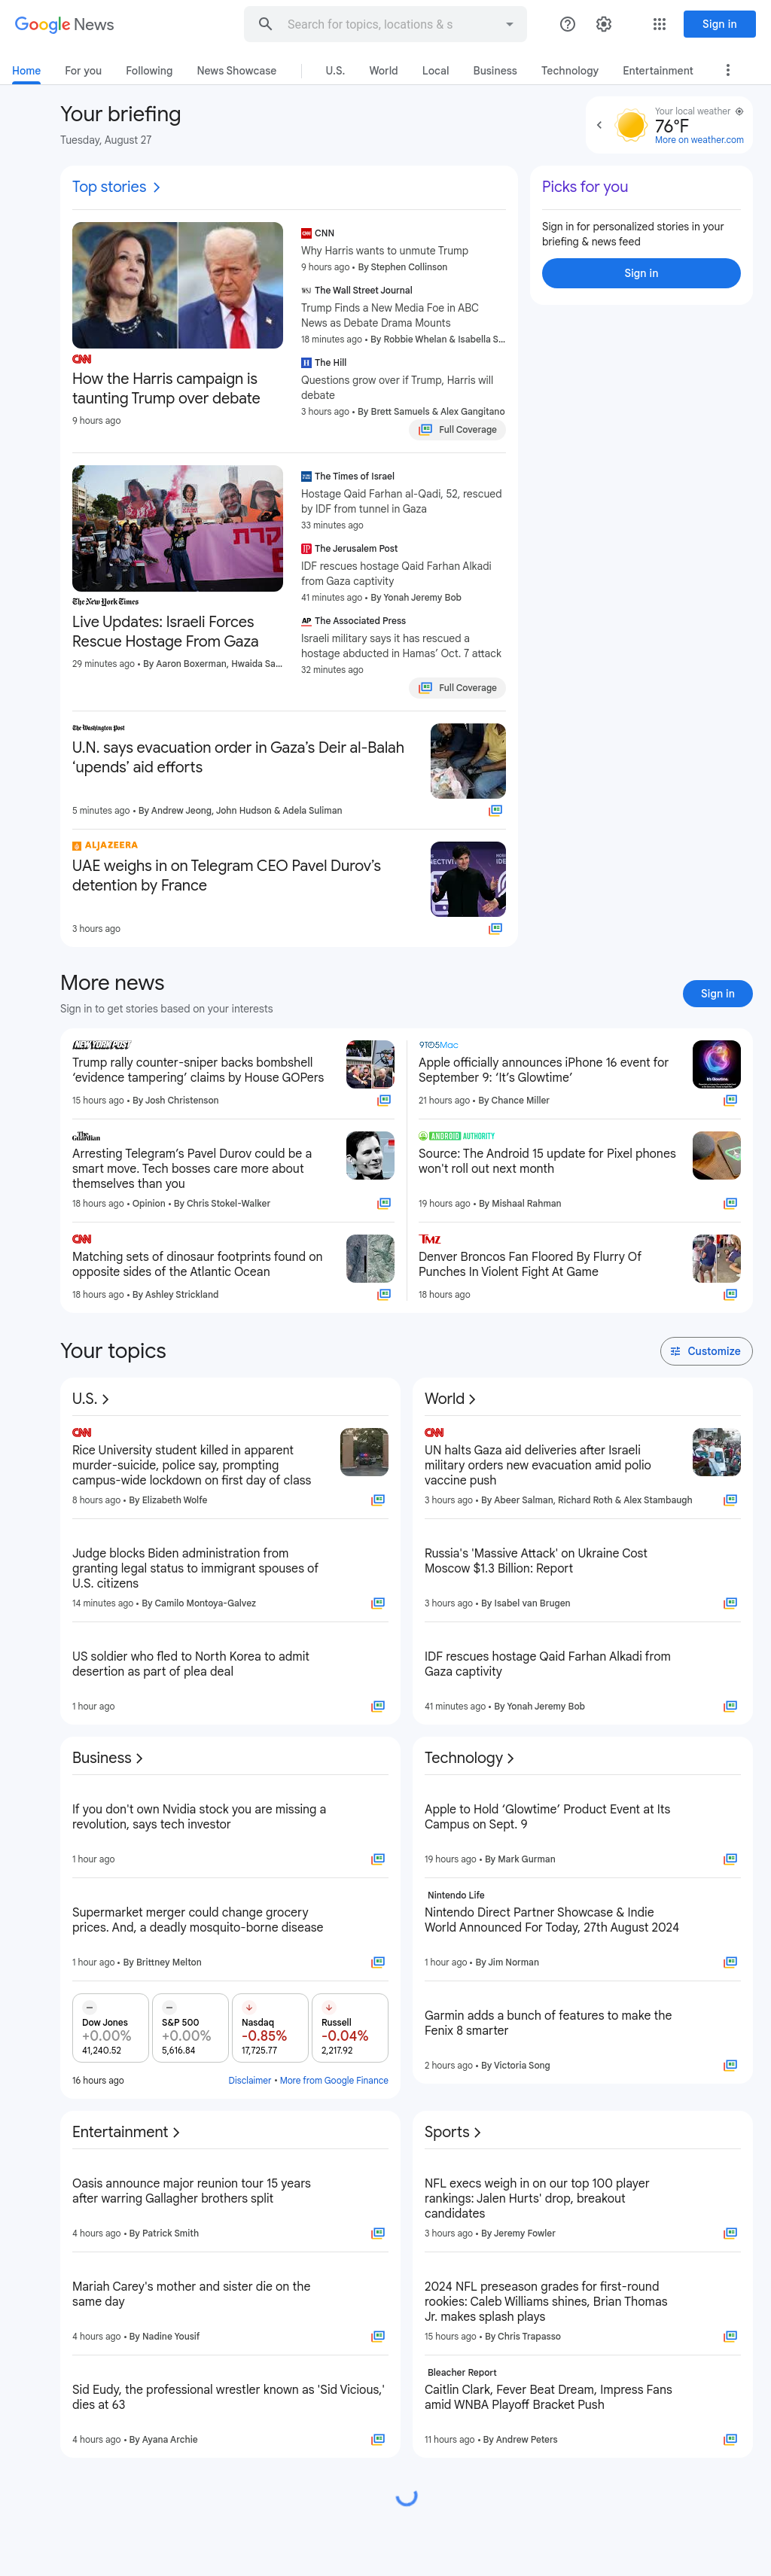 Google News
Search for topics, locations & s
Sign in
Home
For you
Following
News Showcase
U.S.
World
Local
Business
Technology
Entertainment
Your briefing
Tuesday, August 27
Your local weather
76°F
More on weather.com
Top stories
CNN
How the Harris campaign is
taunting Trump over debate
9 hours ago
CNN
Why Harris wants to unmute Trump
9 hours ago • By Stephen Collinson
The Wall Street Journal
Trump Finds a New Media Foe in ABC
News as Debate Drama Mounts
18 minutes ago • By Robbie Whelan & Isabella S...
The Hill
Questions grow over if Trump, Harris will
debate
3 hours ago • By Brett Samuels & Alex Gangitano
Full Coverage
The New York Times
Live Updates: Israeli Forces
Rescue Hostage From Gaza
29 minutes ago • By Aaron Boxerman, Hwaida Sa...
The Times of Israel
Hostage Qaid Farhan al-Qadi, 52, rescued
by IDF from tunnel in Gaza
33 minutes ago
The Jerusalem Post
IDF rescues hostage Qaid Farhan Alkadi
from Gaza captivity
41 minutes ago • By Yonah Jeremy Bob
AP The Associated Press
Israeli military says it has rescued a
hostage abducted in Hamas’ Oct. 7 attack
32 minutes ago
Full Coverage
The Washington Post
U.N. says evacuation order in Gaza’s Deir al-Balah
‘upends’ aid efforts
5 minutes ago • By Andrew Jeong, John Hudson & Adela Suliman
ALJAZEERA
UAE weighs in on Telegram CEO Pavel Durov’s
detention by France
3 hours ago
Picks for you
Sign in for personalized stories in your
briefing & news feed
Sign in
More news
Sign in to get stories based on your interests
Sign in
NEW YORK POST
Trump rally counter-sniper backs bombshell
‘evidence tampering’ claims by House GOPers
15 hours ago • By Josh Christenson
The Guardian
Arresting Telegram’s Pavel Durov could be a
smart move. Tech bosses care more about
themselves than you
18 hours ago • Opinion • By Chris Stokel-Walker
CNN
Matching sets of dinosaur footprints found on
opposite sides of the Atlantic Ocean
18 hours ago • By Ashley Strickland
9TO5Mac
Apple officially announces iPhone 16 event for
September 9: ‘It’s Glowtime’
21 hours ago • By Chance Miller
ANDROID AUTHORITY
Source: The Android 15 update for Pixel phones
won't roll out next month
19 hours ago • By Mishaal Rahman
TMZ
Denver Broncos Fan Floored By Flurry Of
Punches In Violent Fight At Game
18 hours ago
Your topics
Customize
U.S.
CNN
Rice University student killed in apparent
murder-suicide, police say, prompting
campus-wide lockdown on first day of class
8 hours ago • By Elizabeth Wolfe
Judge blocks Biden administration from
granting legal status to immigrant spouses of
U.S. citizens
14 minutes ago • By Camilo Montoya-Galvez
US soldier who fled to North Korea to admit
desertion as part of plea deal
1 hour ago
World
CNN
UN halts Gaza aid deliveries after Israeli
military orders new evacuation amid polio
vaccine push
3 hours ago • By Abeer Salman, Richard Roth & Alex Stambaugh
Russia's 'Massive Attack' on Ukraine Cost
Moscow $1.3 Billion: Report
3 hours ago • By Isabel van Brugen
IDF rescues hostage Qaid Farhan Alkadi from
Gaza captivity
41 minutes ago • By Yonah Jeremy Bob
Business
If you don't own Nvidia stock you are missing a
revolution, says tech investor
1 hour ago
Supermarket merger could change grocery
prices. And, a deadly mosquito-borne disease
1 hour ago • By Brittney Melton
Dow Jones
+0.00%
41,240.52
S&P 500
+0.00%
5,616.84
Nasdaq
-0.85%
17,725.77
Russell
-0.04%
2,217.92
16 hours ago
Disclaimer • More from Google Finance
Technology
Apple to Hold ‘Glowtime’ Product Event at Its
Campus on Sept. 9
19 hours ago • By Mark Gurman
Nintendo Life
Nintendo Direct Partner Showcase & Indie
World Announced For Today, 27th August 2024
1 hour ago • By Jim Norman
Garmin adds a bunch of features to make the
Fenix 8 smarter
2 hours ago • By Victoria Song
Entertainment
Oasis announce major reunion tour 15 years
after warring Gallagher brothers split
4 hours ago • By Patrick Smith
Mariah Carey's mother and sister die on the
same day
4 hours ago • By Nadine Yousif
Sid Eudy, the professional wrestler known as 'Sid Vicious,'
dies at 63
4 hours ago • By Ayana Archie
Sports
NFL execs weigh in on our top 100 player
rankings: Jalen Hurts' drop, breakout
candidates
3 hours ago • By Jeremy Fowler
2024 NFL preseason grades for first-round
rookies: Caleb Williams shines, Brian Thomas
Jr. makes splash plays
15 hours ago • By Chris Trapasso
Bleacher Report
Caitlin Clark, Fever Beat Dream, Impress Fans
amid WNBA Playoff Bracket Push
11 hours ago • By Andrew Peters